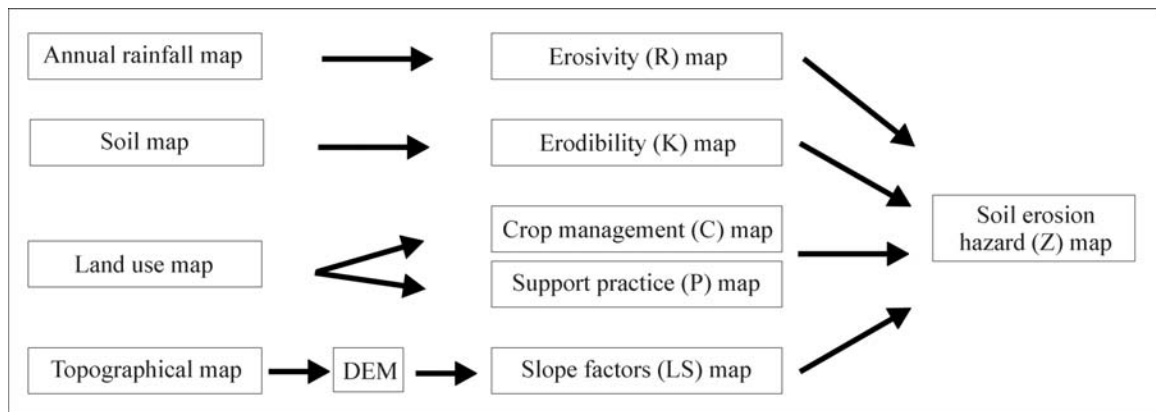 Annual rainfall map
Erosivity (R) map
Soil map
Erodibility (K) map
Land use map
Crop management (C) map
Support practice (P) map
Soil erosion
hazard (Z) map
Topographical map
DEM
Slope factors (LS) map